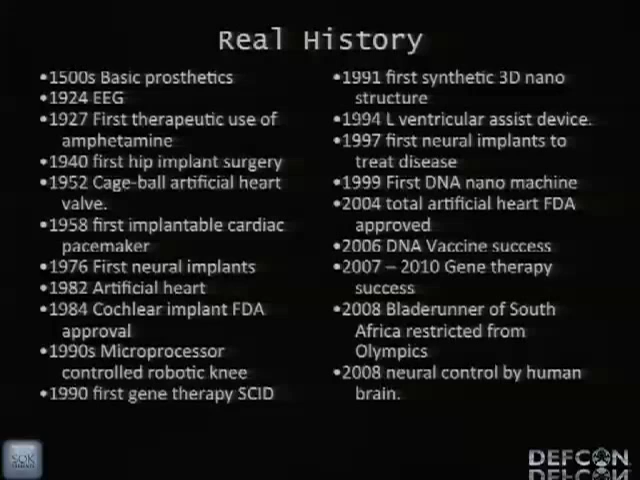 Real History
•1500s Basic prosthetics
•1924 EEG
•1927 First therapeutic use of
amphetamine
•1940 first hip implant surgery
•1952 Cage-ball artificial heart
valve.
•1958 first implantable cardiac
pacemaker
•1976 First neural implants
•1982 Artificial heart
•1984 Cochlear implant FDA
approval
•1990s Microprocessor
controlled robotic knee
•1990 first gene therapy SCID
•1991 first synthetic 3D nano
structure
•1994 L ventricular assist device.
•1997 first neural implants to
treat disease
•1999 First DNA nano machine
•2004 total artificial heart FDA
approved
•2006 DNA Vaccine success
•2007 – 2010 Gene therapy
success
•2008 Bladerunner of South
Africa restricted from
Olympics
•2008 neural control by human
brain.
DEFCON